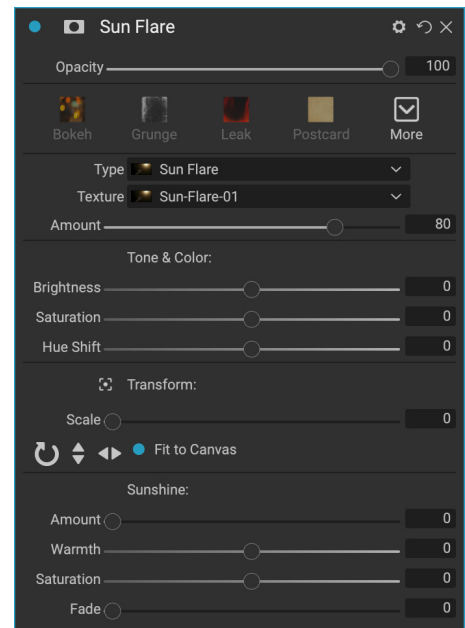 Sun Flare
Opacity 100
Bokeh Grunge Leak Postcard More
Type Sun Flare
Texture Sun-Flare-01
Amount 80
Tone & Color:
Brightness 0
Saturation 0
Hue Shift 0
Transform:
Scale 0
Fit to Canvas
Sunshine:
Amount 0
Warmth 0
Saturation 0
Fade 0